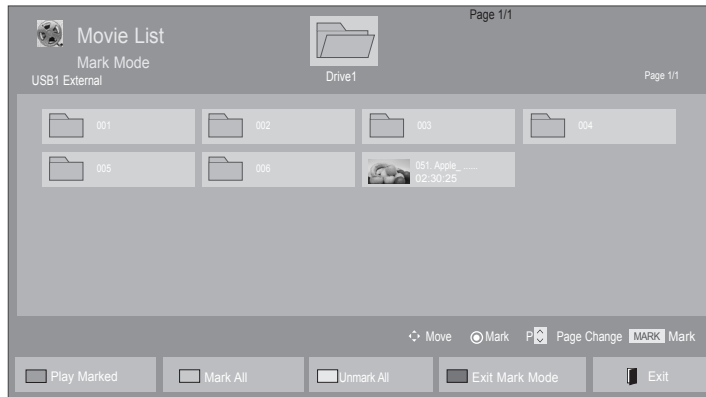 Page 1/1
Movie List
Mark Mode
USB1 External
Drive1
Page 1/1
001
002
003
004
005
006
051. Apple_ ......
02:30:25
Move
Mark
P
Page Change
MARK
Mark
Play Marked
Mark All
Unmark All
Exit Mark Mode
Exit